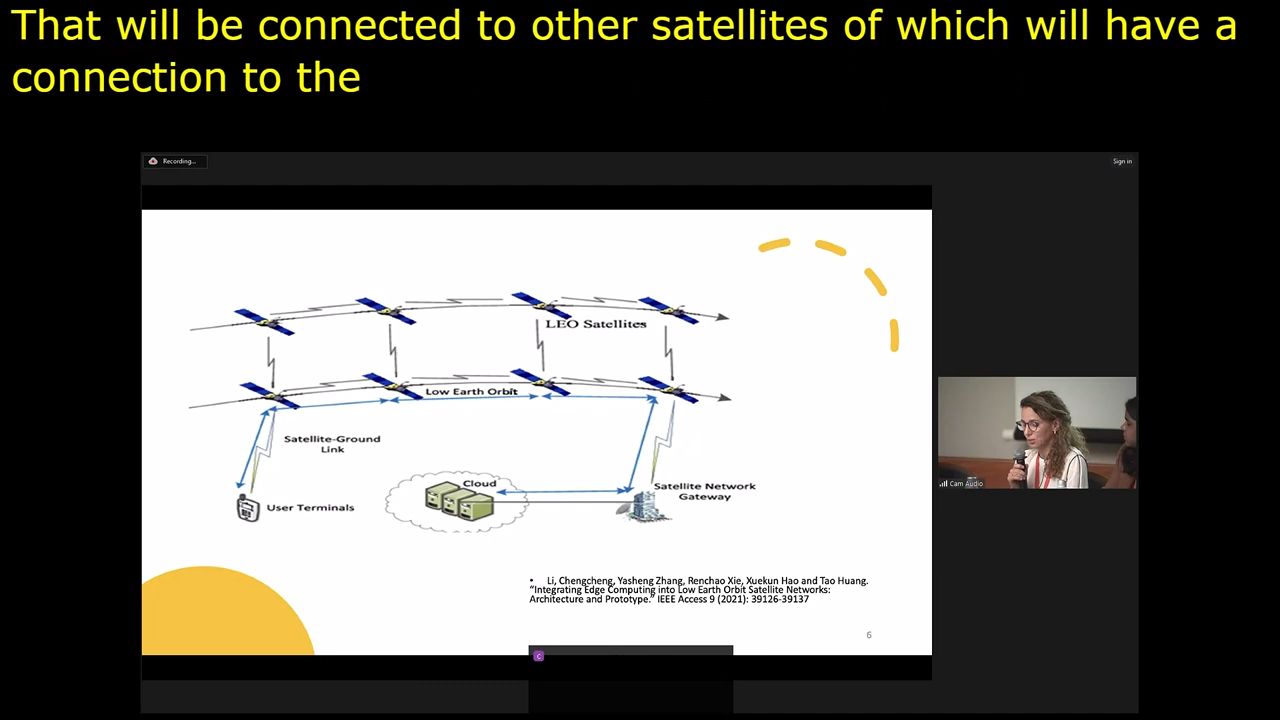 That will be connected to other satellites of which will have a
connection to the
Recording...
Sign in
LEO Satellites
Low Earth Orbit
Satellite-Ground
Link
Cloud
Satellite Network
Gateway
User Terminals
Cam Audio
• Li, Chengcheng, Yasheng Zhang, Renchao Xie, Xuekun Hao and Tao Huang.
“Integrating Edge Computing into Low Earth Orbit Satellite Networks:
Architecture and Prototype.” IEEE Access 9 (2021): 39126-39137
6
C